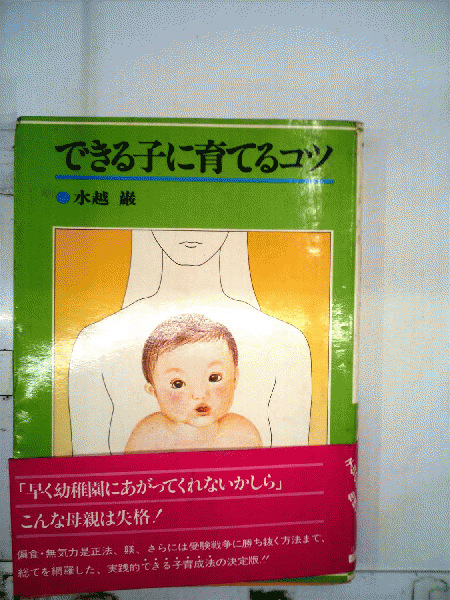 できる子に育てるコツ
水越 巌
「早く幼稚園にあがってくれないかしら」
こんな母親は失格!
偏食・無気力是正法、躾、さらには受験戦争に勝ち抜く方法まで、
総てを網羅した、実践的できる子育成法の決定版!!